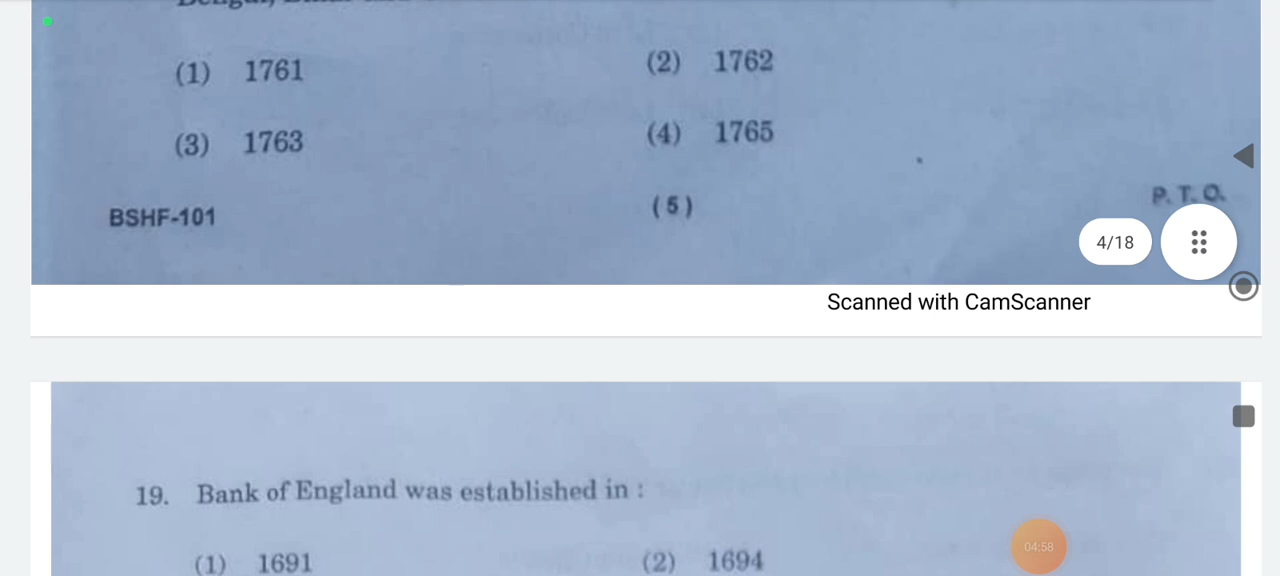 (1) 1761 (2) 1762
(3) 1763 (4) 1765
BSHF-101 (5) P. T. O.
4/18
Scanned with CamScanner
19. Bank of England was established in :
(1) 1691 (2) 1694
04:58